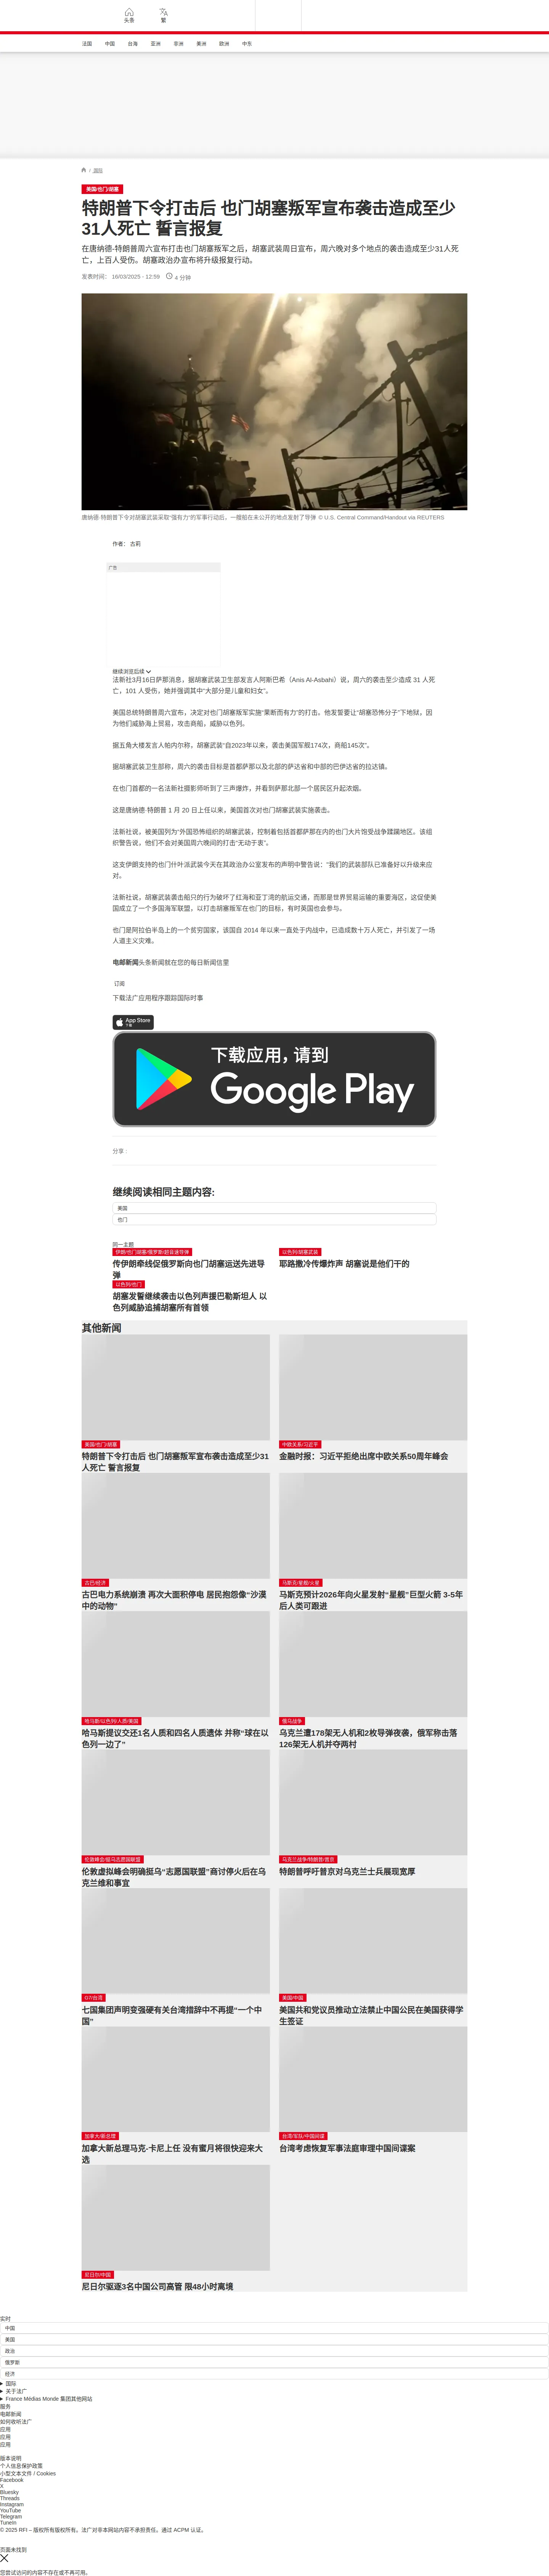 头条
繁
法国
中国
台海
亚洲
非洲
美洲
欧洲
中东
/ 国际
美国/也门/胡塞
特朗普下令打击后 也门胡塞叛军宣布袭击造成至少
31人死亡 誓言报复
在唐纳德-特朗普周六宣布打击也门胡塞叛军之后，胡塞武装周日宣布，周六晚对多个地点的袭击造成至少31人死
亡，上百人受伤。胡塞政治办宣布将升级报复行动。
发表时间： 16/03/2025 - 12:59
4 分钟
唐纳德·特朗普下令对胡塞武装采取“强有力”的军事行动后，一艘船在未公开的地点发射了导弹 © U.S. Central Command/Handout via REUTERS
作者： 古莉
广告
继续浏览后续
法新社3月16日萨那消息，据胡塞武装卫生部发言人阿斯巴希（Anis Al-Asbahi）说，周六的袭击至少造成 31 人死
亡，101 人受伤，她并强调其中“大部分是儿童和妇女”。
美国总统特朗普周六宣布，决定对也门胡塞叛军实施“果断而有力”的打击。他发誓要让“胡塞恐怖分子”下地狱，因
为他们威胁海上贸易，攻击商船，威胁以色列。
据五角大楼发言人帕内尔称，胡塞武装“自2023年以来，袭击美国军舰174次，商船145次”。
据胡塞武装卫生部称，周六的袭击目标是首都萨那以及北部的萨达省和中部的巴伊达省的拉达镇。
在也门首都的一名法新社摄影师听到了三声爆炸，并看到萨那北部一个居民区升起浓烟。
这是唐纳德·特朗普 1 月 20 日上任以来，美国首次对也门胡塞武装实施袭击。
法新社说，被美国列为“外国恐怖组织的胡塞武装，控制着包括首都萨那在内的也门大片饱受战争蹂躏地区。该组
织警告说，他们不会对美国周六晚间的打击“无动于衷”。
这支伊朗支持的也门什叶派武装今天在其政治办公室发布的声明中警告说：“我们的武装部队已准备好以升级来应
对。
法新社说，胡塞武装袭击船只的行为破坏了红海和亚丁湾的航运交通，而那是世界贸易运输的重要海区，这促使美
国成立了一个多国海军联盟，以打击胡塞叛军在也门的目标，有时英国也会参与。
也门是阿拉伯半岛上的一个贫穷国家，该国自 2014 年以来一直处于内战中，已造成数十万人死亡，并引发了一场
人道主义灾难。
电邮新闻头条新闻就在您的每日新闻信里
订阅
下载法广应用程序跟踪国际时事
App Store
下载
下载应用，请到
Google Play
分享：
继续阅读相同主题内容:
美国
也门
同一主题
伊朗/也门胡塞/俄罗斯/超音速导弹
传伊朗牵线促俄罗斯向也门胡塞运送先进导
弹
以色列/胡塞武装
耶路撒冷传爆炸声 胡塞说是他们干的
以色列/也门
胡塞发誓继续袭击以色列声援巴勒斯坦人 以
色列威胁追捕胡塞所有首领
其他新闻
美国/也门/胡塞
特朗普下令打击后 也门胡塞叛军宣布袭击造成至少31
人死亡 誓言报复
中欧关系/习近平
金融时报：习近平拒绝出席中欧关系50周年峰会
古巴/经济
古巴电力系统崩溃 再次大面积停电 居民抱怨像“沙漠
中的动物”
马斯克/星舰/火星
马斯克预计2026年向火星发射“星舰”巨型火箭 3-5年
后人类可跟进
哈马斯/以色列/人质/美国
哈马斯提议交还1名人质和四名人质遗体 并称“球在以
色列一边了”
俄乌战争
乌克兰遭178架无人机和2枚导弹夜袭，俄军称击落
126架无人机并夺两村
伦敦峰会/挺乌志愿国联盟
伦敦虚拟峰会明确挺乌“志愿国联盟”商讨停火后在乌
克兰维和事宜
乌克兰战争/特朗普/普京
特朗普呼吁普京对乌克兰士兵展现宽厚
G7/台湾
七国集团声明变强硬有关台湾措辞中不再提“一个中
国”
美国/中国
美国共和党议员推动立法禁止中国公民在美国获得学
生签证
加拿大/新总理
加拿大新总理马克·卡尼上任 没有蜜月将很快迎来大
选
台湾/军队/中国间谍
台湾考虑恢复军事法庭审理中国间谍案
尼日尔/中国
尼日尔驱逐3名中国公司高管 限48小时离境
实时
中国
美国
政治
俄罗斯
经济
国际
关于法广
France Médias Monde 集团其他网站
服务
电邮新闻
如何收听法广
应用
应用
应用
版本说明
个人信息保护政策
小型文本文件 / Cookies
Facebook
X
Bluesky
Threads
Instagram
YouTube
Telegram
TuneIn
© 2025 RFI – 版权所有版权所有。法广对非本网站内容不承担责任。通过 ACPM 认证。
页面未找到
您尝试访问的内容不存在或不再可用。